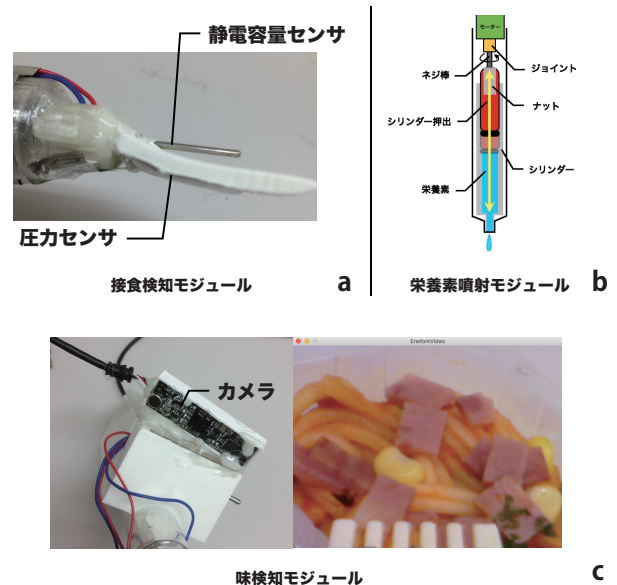 静電容量センサ
圧力センサ
接食検知モジュール
a
モーター
ネジ棒
ジョイント
ナット
シリンダー押出
シリンダー
栄養素
栄養素噴射モジュール
b
EneforkVideo
カメラ
味検知モジュール
c